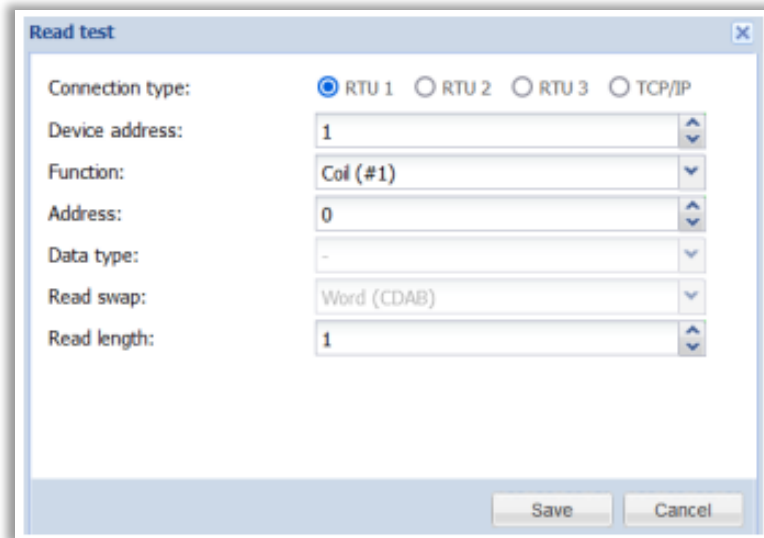 Read test
Connection type: RTU 1 RTU 2 RTU 3 TCP/IP
Device address: 1
Function: Coil (#1)
Address: 0
Data type: -
Read swap: Word (CDAB)
Read length: 1
Save Cancel